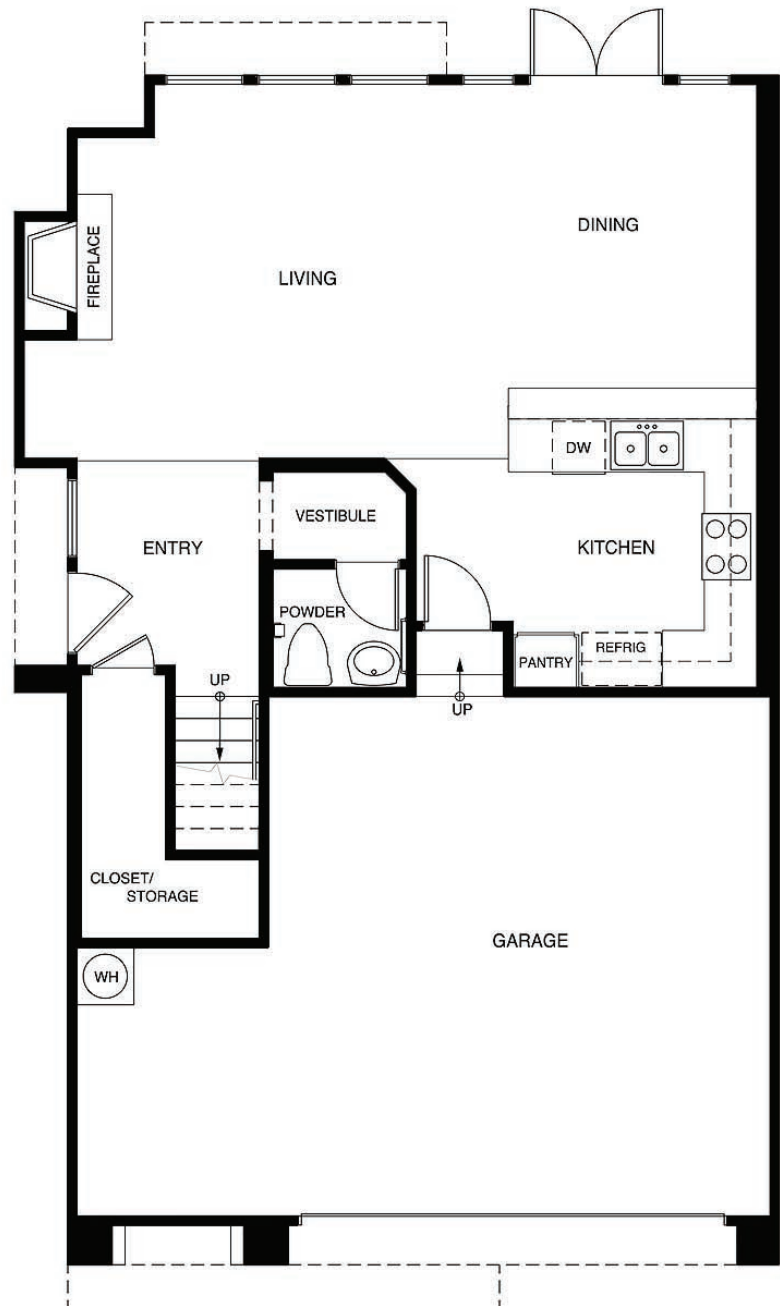 DINING
FIREPLACE
LIVING
DW
VESTIBULE
ENTRY
KITCHEN
POWDER
REFRIG
PANTRY
UP
UP
CLOSET/
STORAGE
GARAGE
WH